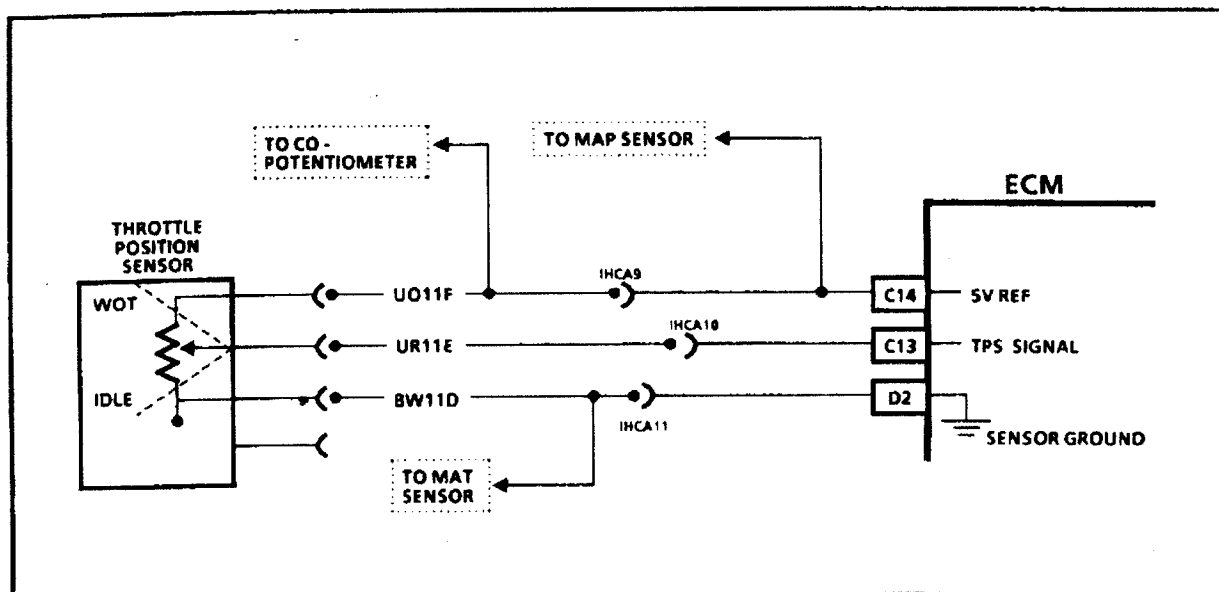 TO CO -
POTENTIOMETER
TO MAP SENSOR
ECM
THROTTLE
POSITION
SENSOR
WOT
IDLE
UO11F
IHCA9
C14
5V REF
UR11E
IHCA10
C13
TPS SIGNAL
BW11D
IHCA11
D2
SENSOR GROUND
TO MAT
SENSOR